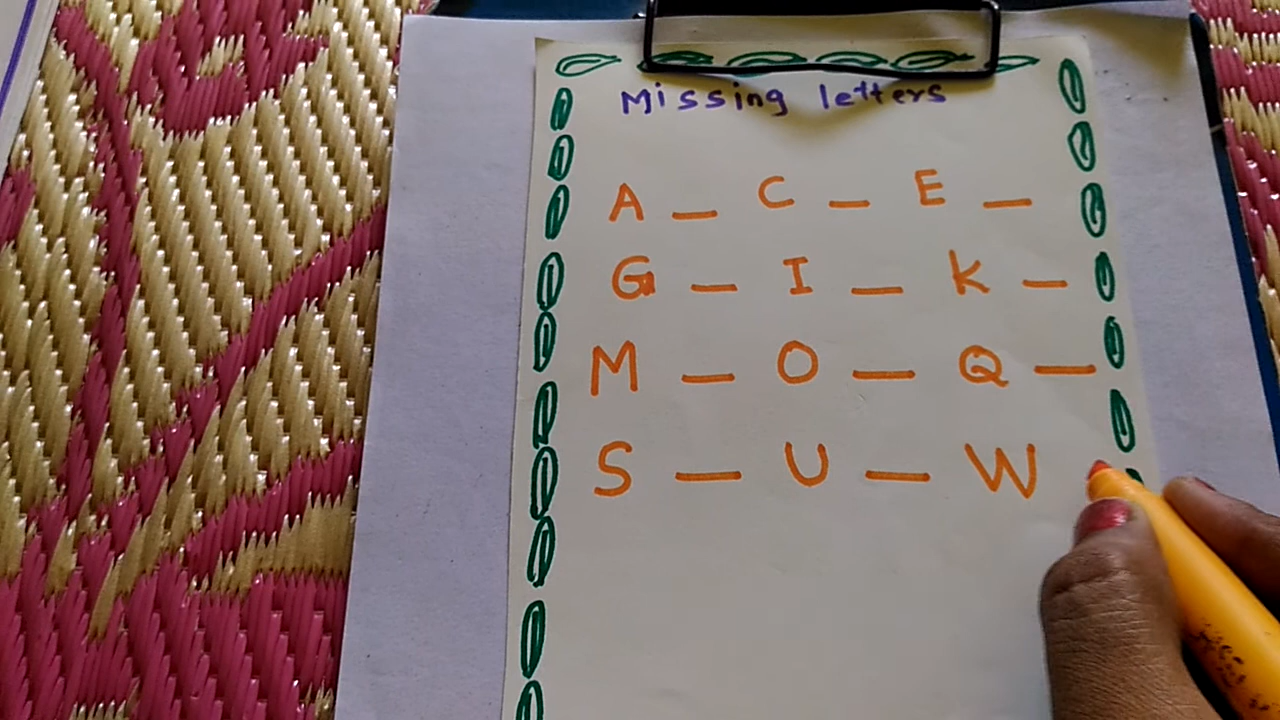 Missing letters
A _ C _ E _
G _ I _ K _
M _ O _ Q _
S _ U _ W